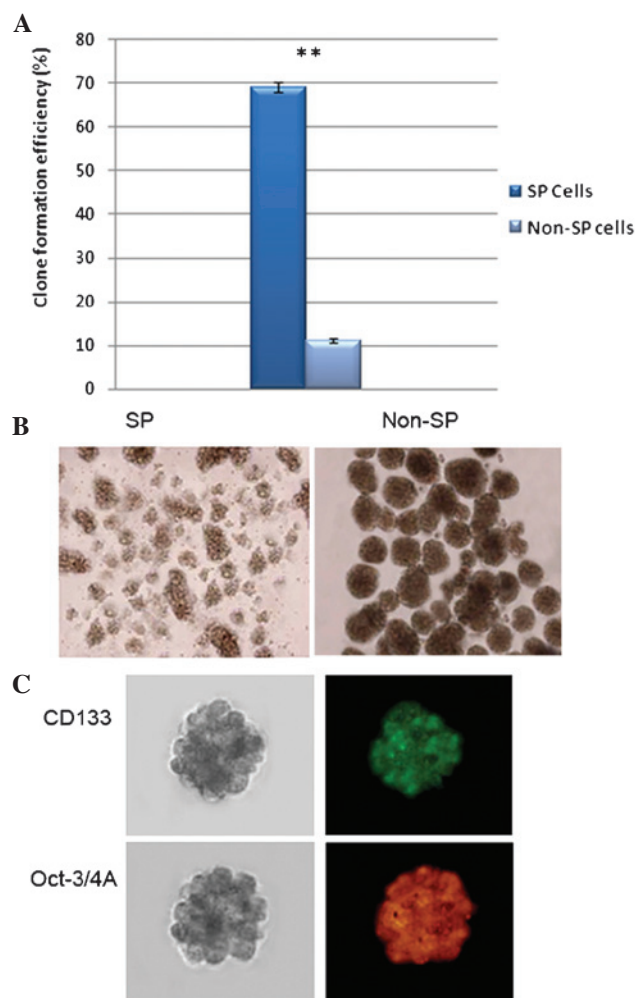 A
Clone formation efficiency (%)
80
70
60
50
40
30
20
10
0
**
SP Cells
Non-SP cells
B
SP
Non-SP
C
CD133
Oct-3/4A